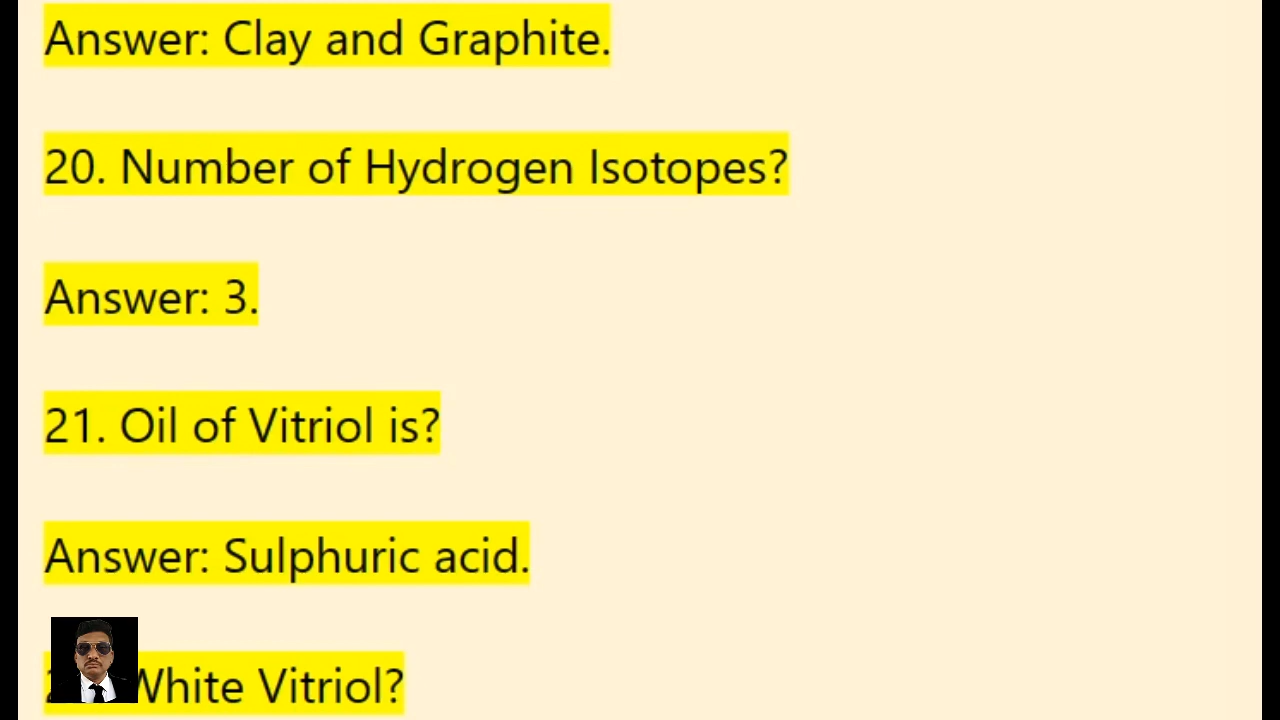 Answer: Clay and Graphite.
20. Number of Hydrogen Isotopes?
Answer: 3.
21. Oil of Vitriol is?
Answer: Sulphuric acid.
White Vitriol?